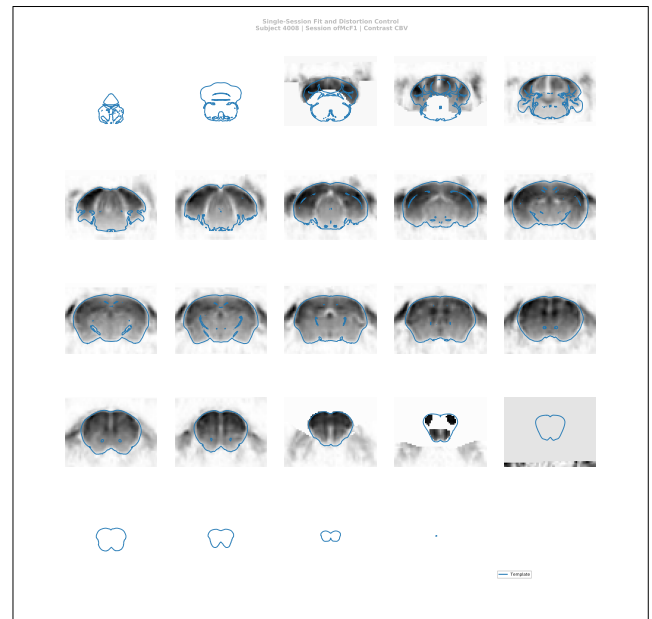 Single-Session Fit and Distortion Control
Subject 4008 | Session ofMcF1 | Contrast CBV
Template